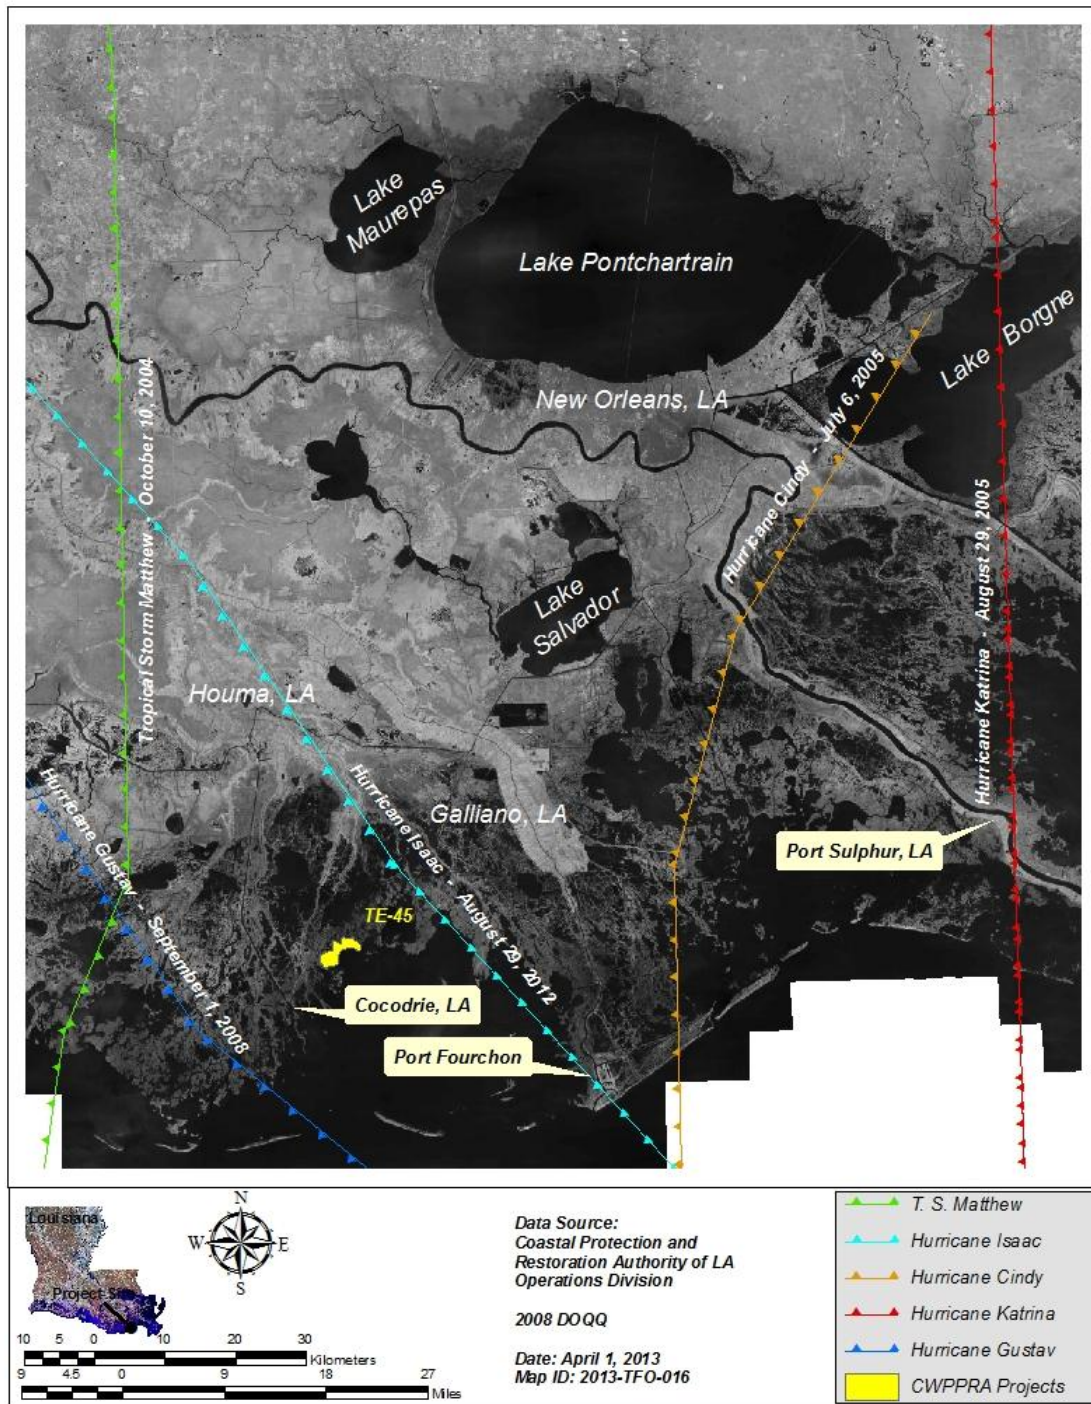 Lake
Maurepas
Lake Pontchartrain
Lake Borgne
New Orleans, LA
Hurricane Cindy - July 6, 2005
Tropical Storm Matthew - October 10, 2004
Hurricane Katrina - August 29, 2005
Lake
Salvador
Houma, LA
Hurricane Isaac - August 29, 2012
Galliano, LA
Hurricane Gustav - September 1, 2008
Port Sulphur, LA
TE-45
Cocodrie, LA
Port Fourchon
Louisiana
Project Site
N
W
E
S
10 5 0 10 20 30
Kilometers
9 4.5 0 9 18 27
Miles
Data Source:
Coastal Protection and
Restoration Authority of LA
Operations Division
2008 DOQQ
Date: April 1, 2013
Map ID: 2013-TFO-016
T. S. Matthew
Hurricane Isaac
Hurricane Cindy
Hurricane Katrina
Hurricane Gustav
CWPPRA Projects